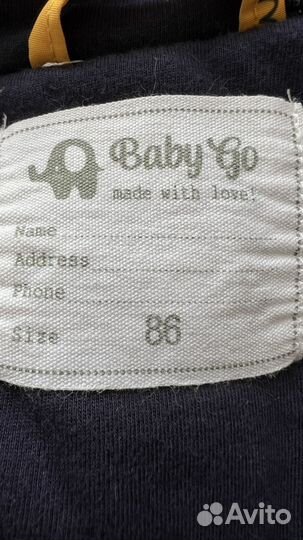 Baby Go
made with love!
Name
Address
Phone
Size 86
Avito